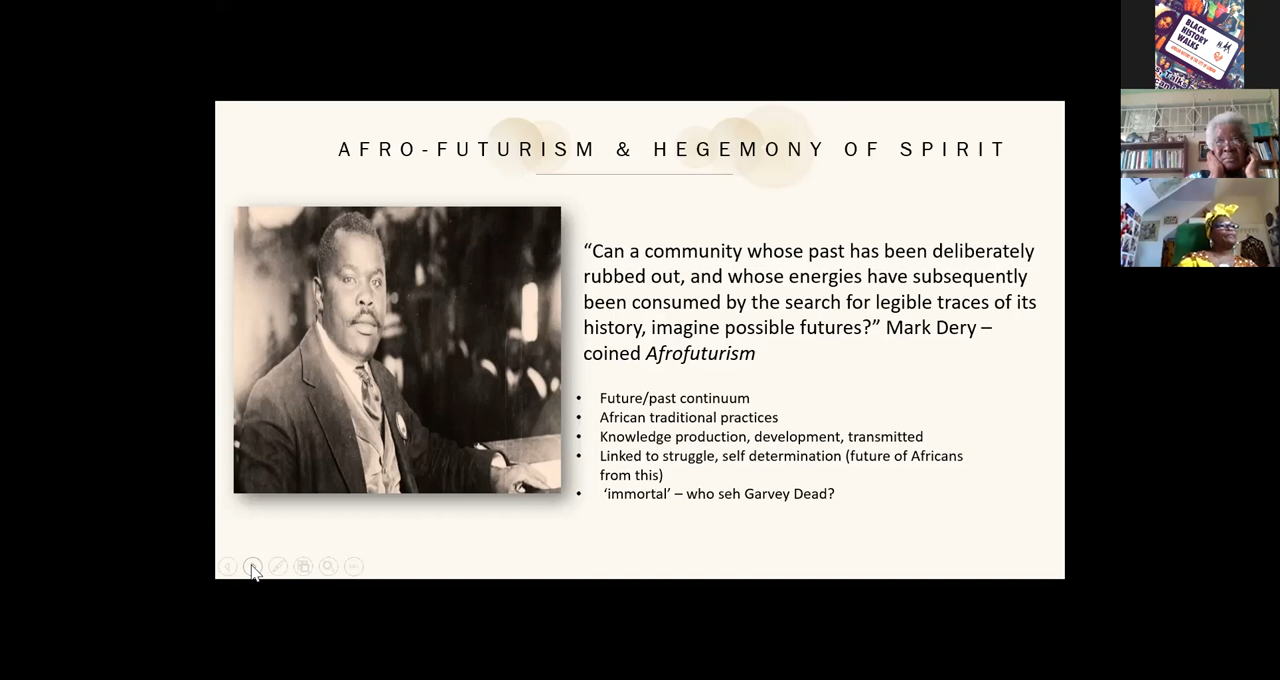 AFRO-FUTURISM & HEGEMONY OF SPIRIT
“Can a community whose past has been deliberately
rubbed out, and whose energies have subsequently
been consumed by the search for legible traces of its
history, imagine possible futures?” Mark Dery –
coined Afrofuturism
• Future/past continuum
• African traditional practices
• Knowledge production, development, transmitted
• Linked to struggle, self determination (future of Africans
from this)
• ‘immortal’ – who seh Garvey Dead?
BLACK
HISTORY
WALKS